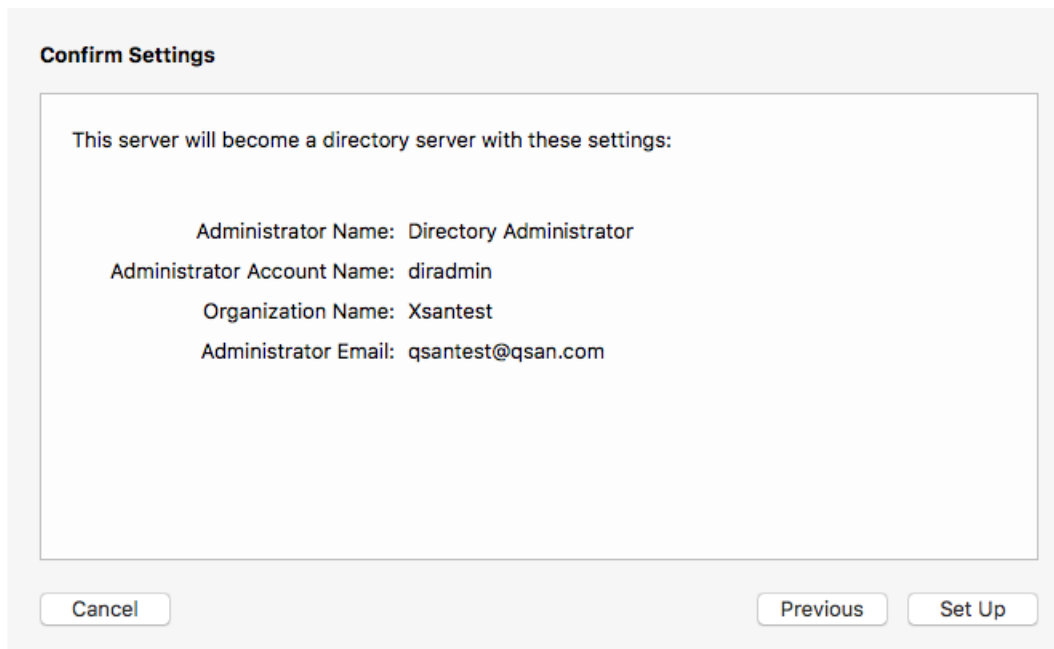 Confirm Settings
This server will become a directory server with these settings:
Administrator Name: Directory Administrator
Administrator Account Name: diradmin
Organization Name: Xsantest
Administrator Email: qsantest@qsan.com
Cancel Previous Set Up